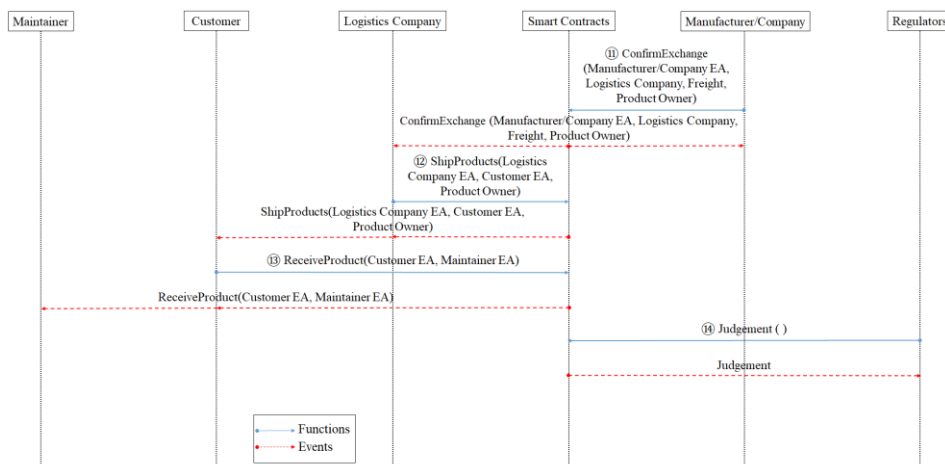 Maintainer
Customer
Logistics Company
Smart Contracts
Manufacturer/Company
Regulators
⑪ ConfirmExchange
(Manufacturer/Company EA,
Logistics Company, Freight,
Product Owner)
ConfirmExchange (Manufacturer/Company EA, Logistics Company,
Freight, Product Owner)
⑫ ShipProducts(Logistics
Company EA, Customer EA,
Product Owner)
ShipProducts(Logistics Company EA, Customer EA,
Product Owner)
⑬ ReceiveProduct(Customer EA, Maintainer EA)
ReceiveProduct(Customer EA, Maintainer EA)
⑭ Judgement ( )
Judgement
Functions
Events